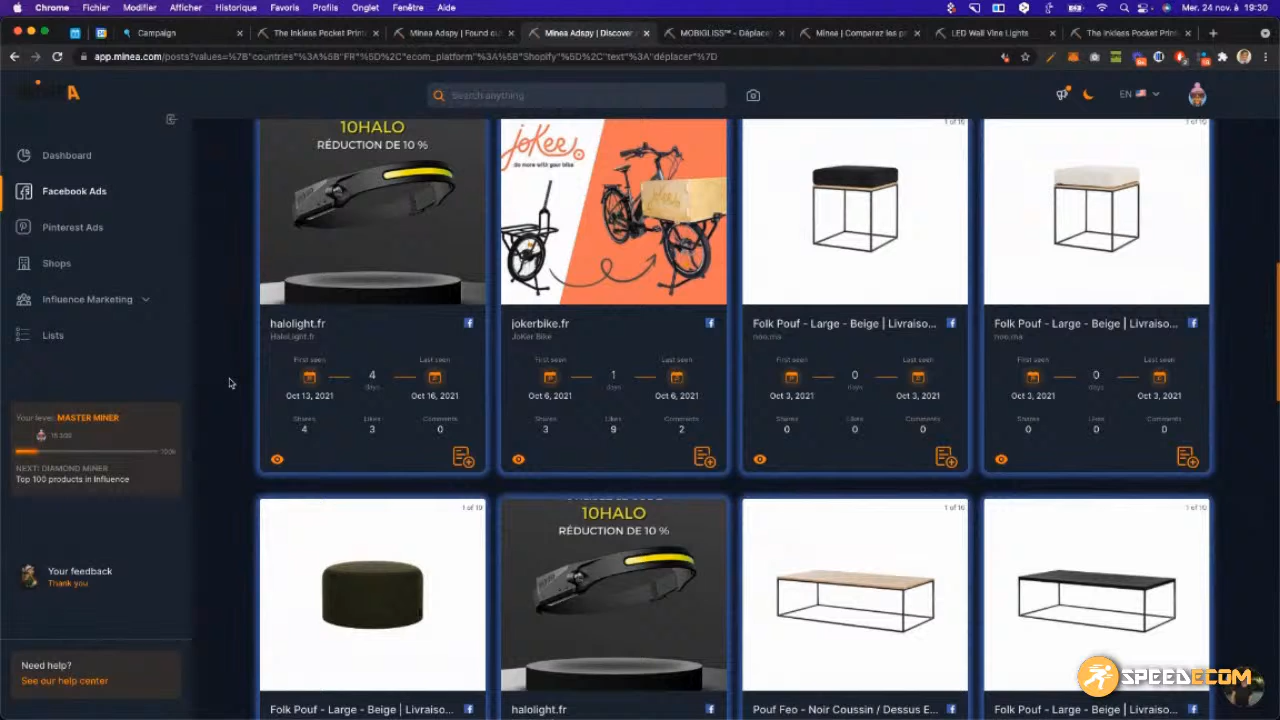 Chrome Fichier Modifier Afficher Historique Favoris Profils Onglet Fenêtre Aide Mer. 24 nov. à 19:30
Campaign
The Inkless Pocket Print
Minea Adspy | Found ou
Minea Adspy | Discover
MOBIGLISS™ - Déplace
Minea | Comparez les p
LED Wall Vine Lights
The Inkless Pocket Print
app.minea.com/posts?values=%7B"countries"%3A%5B"FR"%5D%2C"ecom_platform"%3A%5B"Shopify"%5D%2C"text"%3A"déplacer"%7D
Search anything
EN
Dashboard
Facebook Ads
Pinterest Ads
Shops
Influence Marketing
Lists
Your level: MASTER MINER
15 300
100k
NEXT: DIAMOND MINER
Top 100 products in Influence
Your feedback
Thank you
Need help?
See our help center
10HALO
RÉDUCTION DE 10 %
halolight.fr
HaloLight.fr
First seen
4
days
Last seen
Oct 13, 2021
Oct 16, 2021
Shares
4
Likes
3
Comments
0
JoKer
do more with your bike
JoKer
jokerbike.fr
JoKer Bike
First seen
1
days
Last seen
Oct 6, 2021
Oct 6, 2021
Shares
3
Likes
9
Comments
2
1 of 10
Folk Pouf - Large - Beige | Livraiso...
noo.ma
First seen
0
days
Last seen
Oct 3, 2021
Oct 3, 2021
Shares
0
Likes
0
Comments
0
1 of 10
Folk Pouf - Large - Beige | Livraiso...
noo.ma
First seen
0
days
Last seen
Oct 3, 2021
Oct 3, 2021
Shares
0
Likes
0
Comments
0
1 of 10
Folk Pouf - Large - Beige | Livraiso...
10HALO
RÉDUCTION DE 10 %
halolight.fr
1 of 10
Pouf Feo - Noir Coussin / Dessus E...
1 of 10
Folk Pouf - Large - Beige | Livraiso...
SPEEDECOM